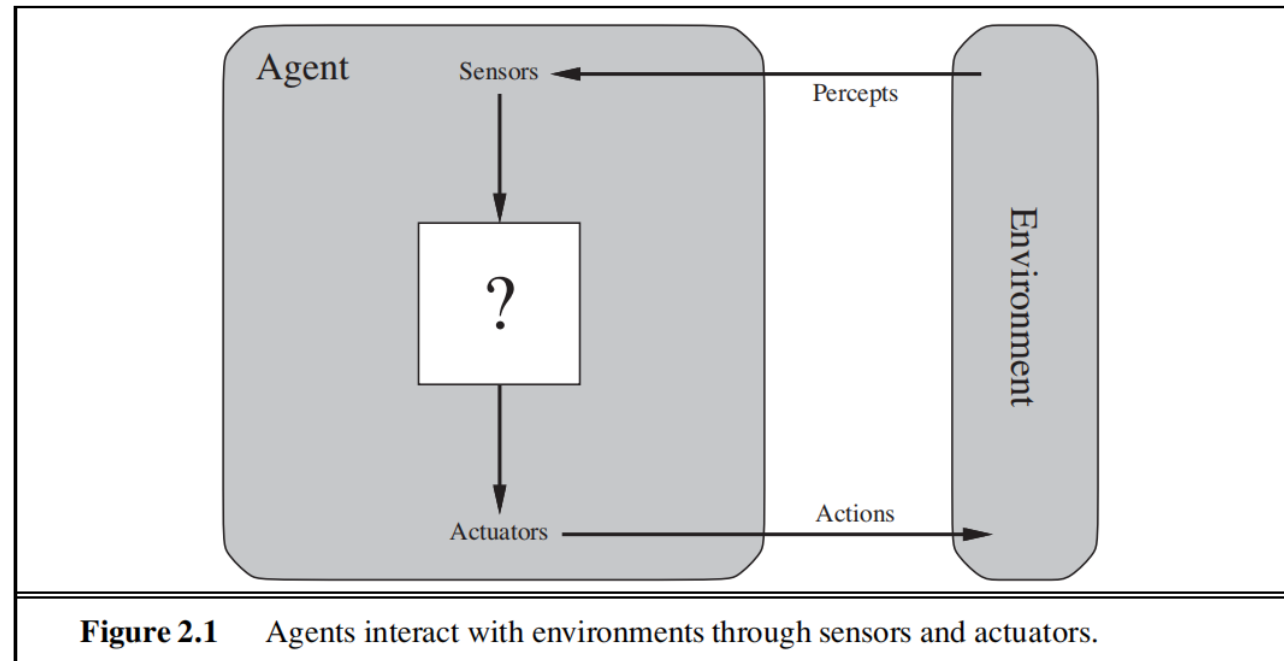 Agent
Sensors
Percepts
Environment
?
Actuators
Actions
Figure 2.1 Agents interact with environments through sensors and actuators.